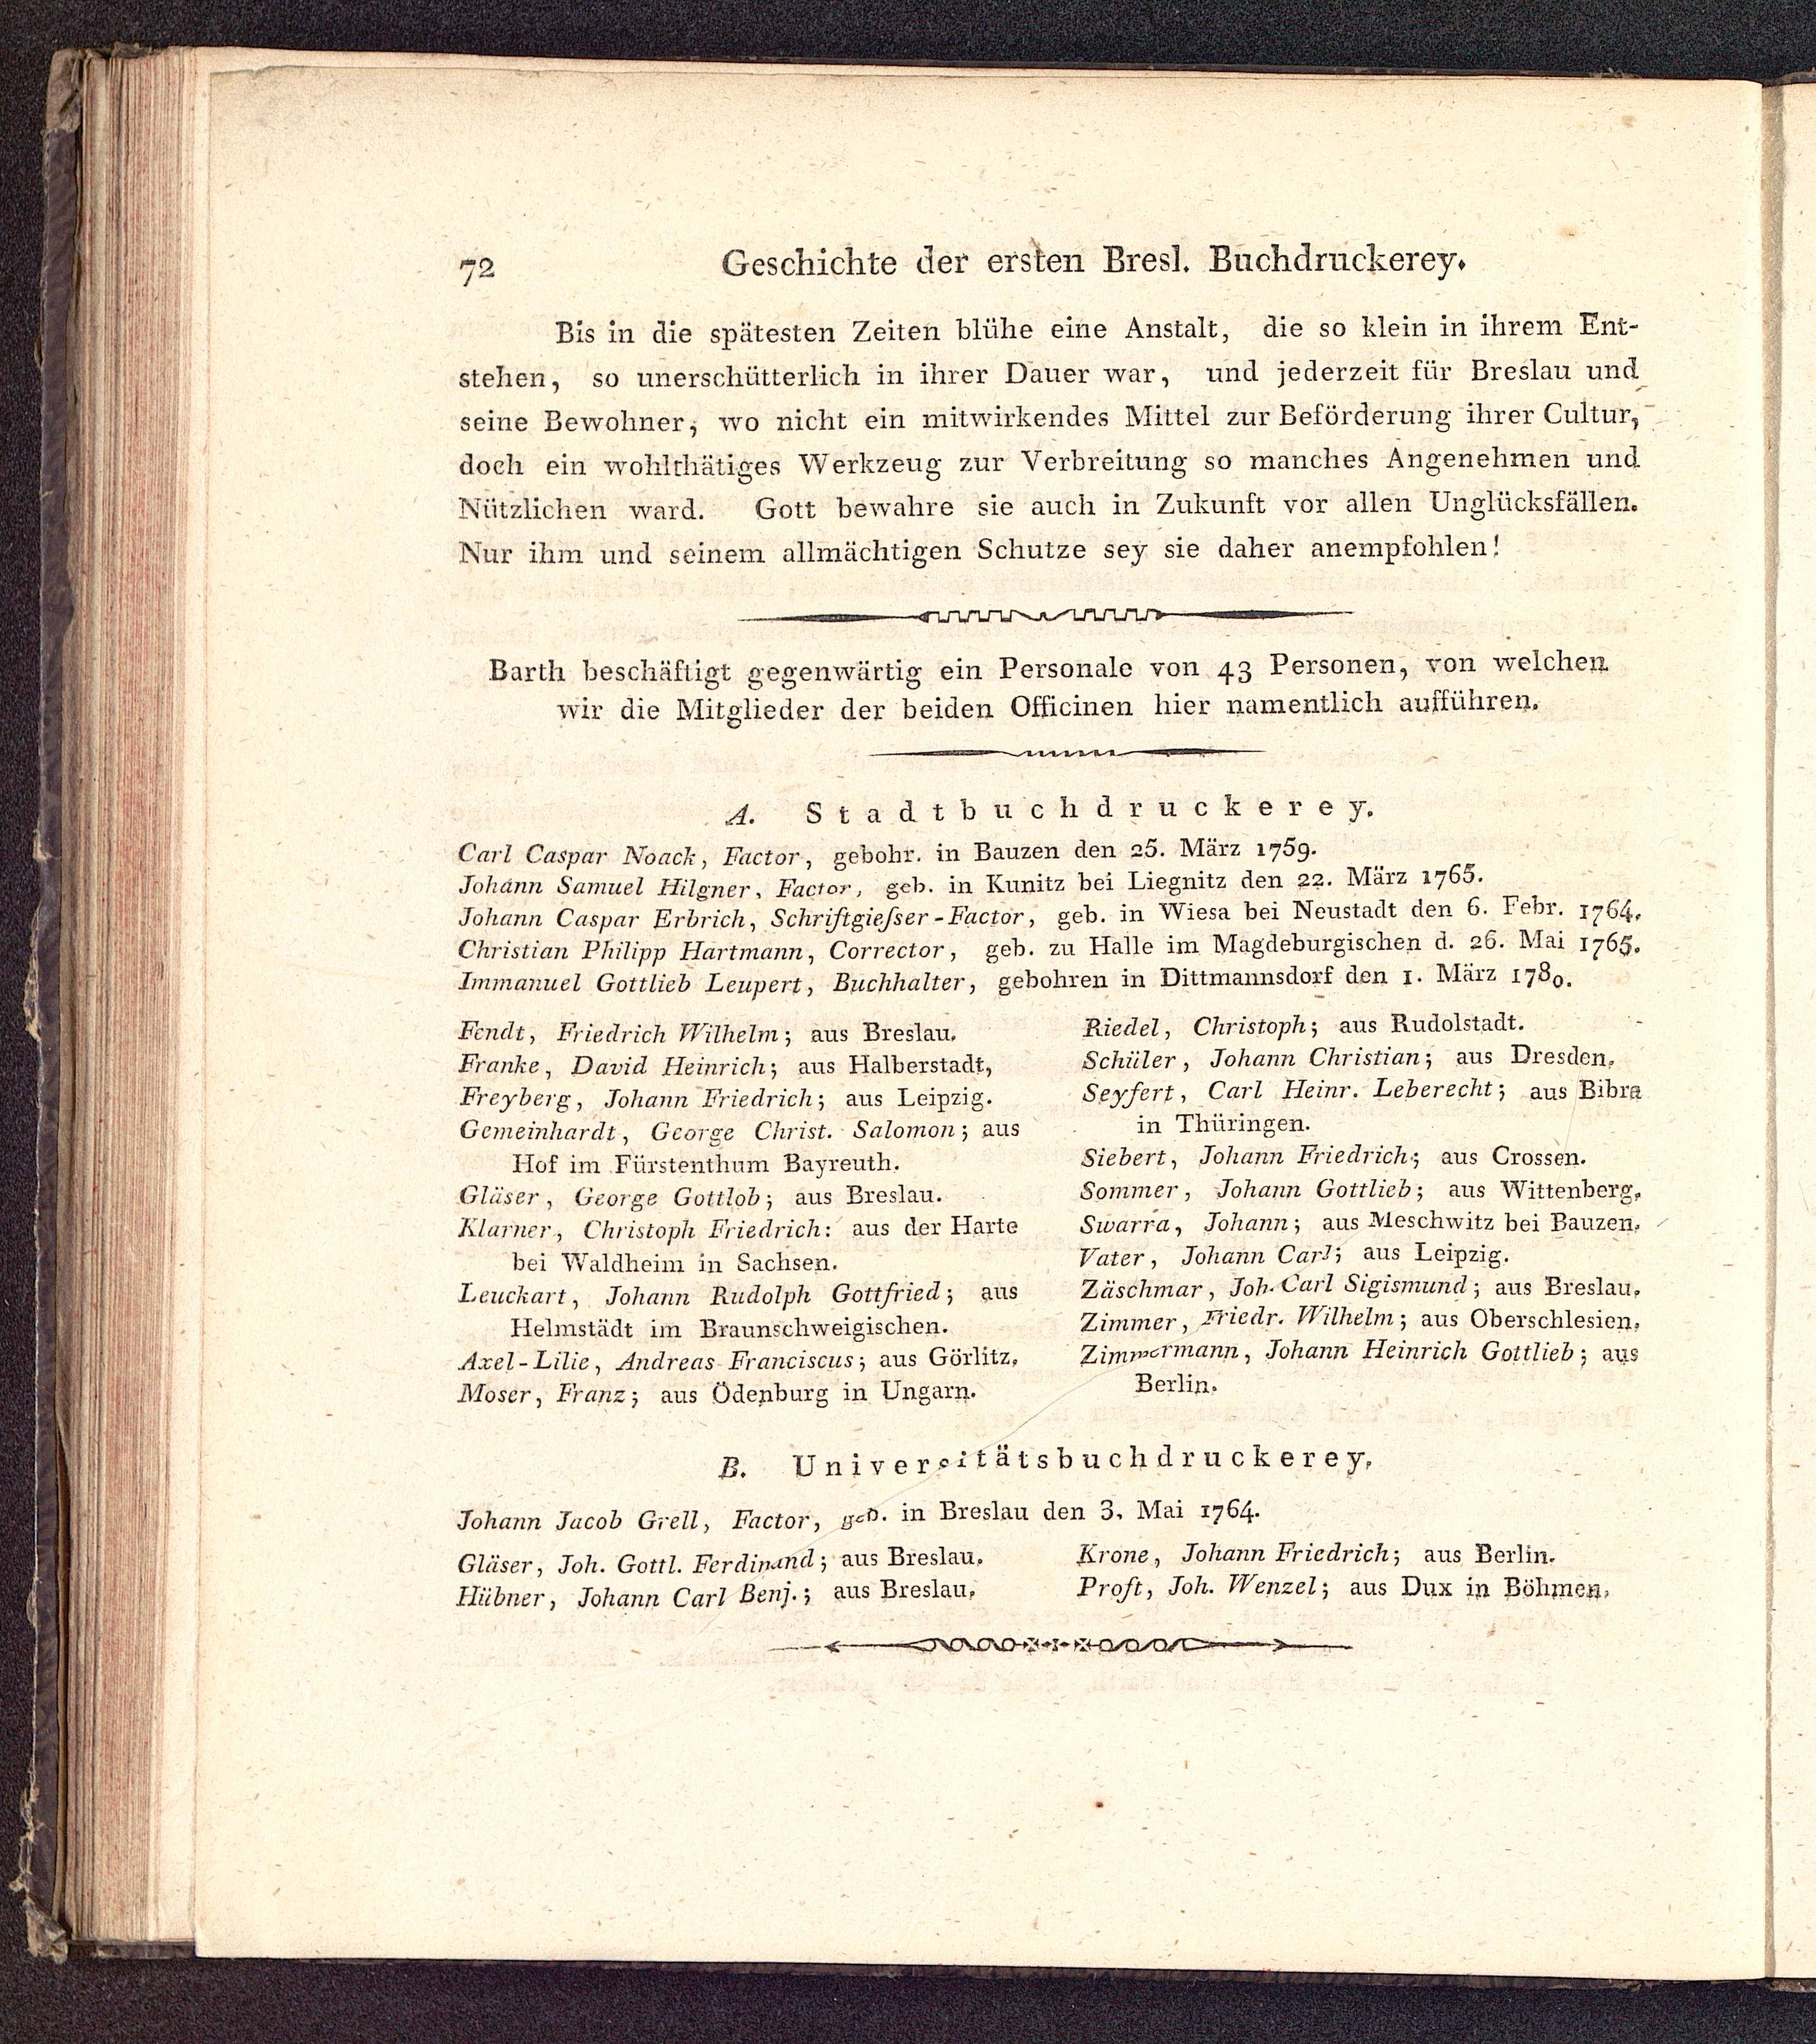 72 Geschichte der ersten Bresl. Buchdruckerey.
Bis in die spätesten Zeiten blühe eine Anstalt, die so klein in ihrem Ent-
stehen, so unerschütterlich in ihrer Dauer war, und jederzeit für Breslau und
seine Bewohner, wo nicht ein mitwirkendes Mittel zur Beförderung ihrer Cultur,
doch ein wohlthätiges Werkzeug zur Verbreitung so manches Angenehmen und
Nützlichen ward. Gott bewahre sie auch in Zukunft vor allen Unglücksfällen.
Nur ihm und seinem allmächtigen Schutze sey sie daher anempfohlen!
Barth beschäftigt gegenwärtig ein Personale von 43 Personen, von welchen
wir die Mitglieder der beiden Officinen hier namentlich aufführen.
A. Stadtbuchdruckerey.
Carl Caspar Noack, Factor, gebohr. in Bauzen den 25. März 1759.
Johann Samuel Hilgner, Factor, geb. in Kunitz bei Liegnitz den 22. März 1765.
Johann Caspar Erbrich, Schriftgieſser-Factor, geb. in Wiesa bei Neustadt den 6. Febr. 1764.
Christian Philipp Hartmann, Corrector, geb. zu Halle im Magdeburgischen d. 26. Mai 1765.
Immanuel Gottlieb Leupert, Buchhalter, gebohren in Dittmannsdorf den 1. März 1780.
Fendt, Friedrich Wilhelm; aus Breslau.
Franke, David Heinrich; aus Halberstadt,
Freyberg, Johann Friedrich; aus Leipzig.
Gemeinhardt, George Christ. Salomon; aus
Hof im Fürstenthum Bayreuth.
Gläser, George Gottlob; aus Breslau.
Klarner, Christoph Friedrich: aus der Harte
bei Waldheim in Sachsen.
Leuckart, Johann Rudolph Gottfried; aus
Helmstädt im Braunschweigischen.
Axel-Lilie, Andreas Franciscus; aus Görlitz.
Moser, Franz; aus Ödenburg in Ungarn.
Riedel, Christoph; aus Rudolstadt.
Schüler, Johann Christian; aus Dresden.
Seyfert, Carl Heinr. Leberecht; aus Bibra
in Thüringen.
Siebert, Johann Friedrich; aus Crossen.
Sommer, Johann Gottlieb; aus Wittenberg.
Swarra, Johann; aus Meschwitz bei Bauzen.
Vater, Johann Carl; aus Leipzig.
Zäschmar, Joh. Carl Sigismund; aus Breslau.
Zimmer, Friedr. Wilhelm; aus Oberschlesien.
Zimmermann, Johann Heinrich Gottlieb; aus
Berlin.
B. Universitätsbuchdruckerey.
Johann Jacob Grell, Factor, geb. in Breslau den 3. Mai 1764.
Gläser, Joh. Gottl. Ferdinand; aus Breslau.
Hübner, Johann Carl Benj.; aus Breslau.
Krone, Johann Friedrich; aus Berlin.
Proft, Joh. Wenzel; aus Dux in Böhmen.